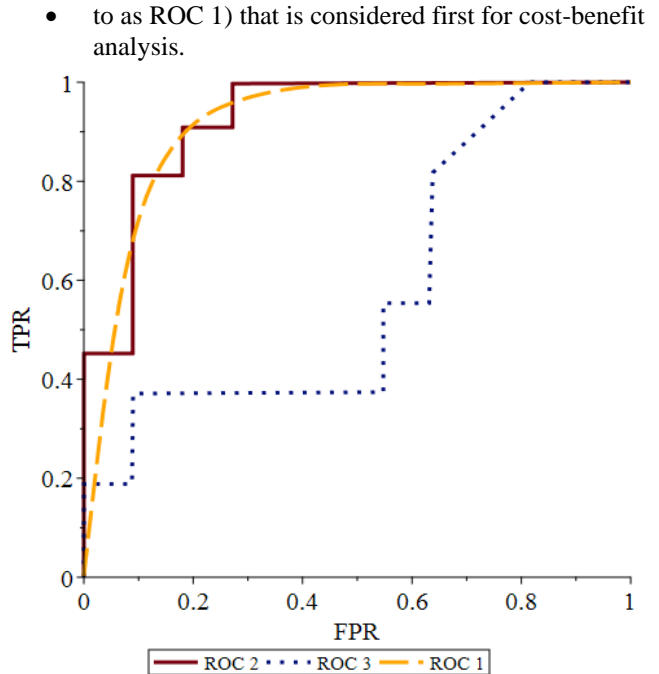 • to as ROC 1) that is considered first for cost-benefit
analysis.
1
0.8
0.6
TPR
0.4
0.2
0
0 0.2 0.4 0.6 0.8 1
FPR
ROC 2 ROC 3 ROC 1